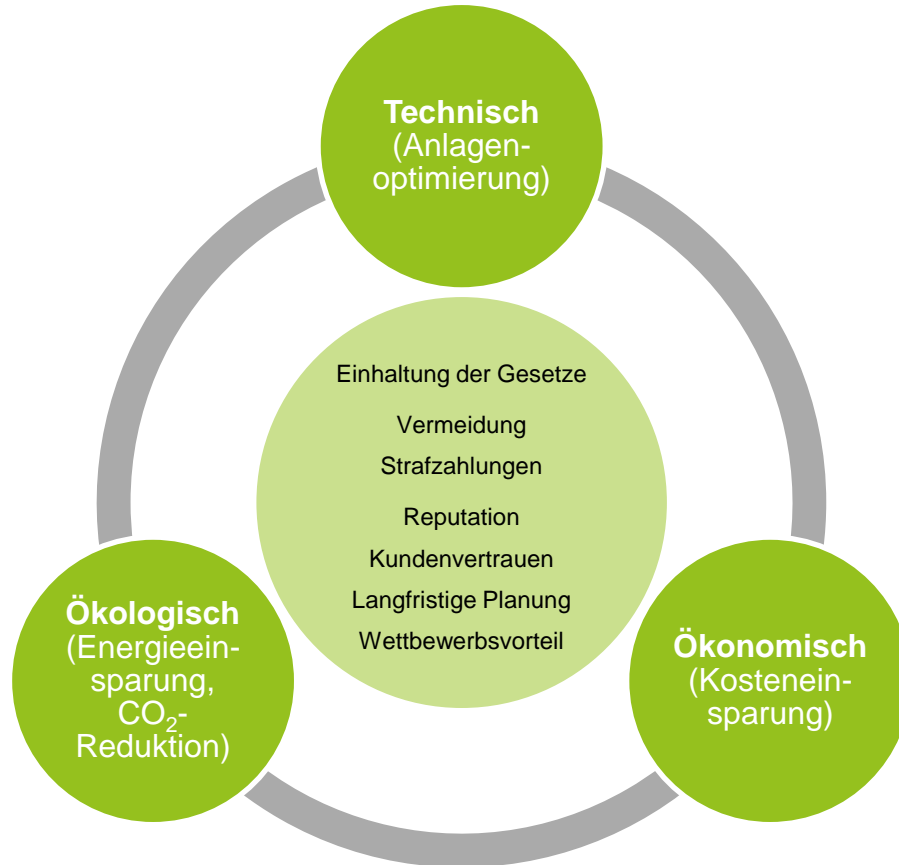 Technisch
(Anlagen-
optimierung)
Einhaltung der Gesetze
Vermeidung
Strafzahlungen
Reputation
Kundenvertrauen
Langfristige Planung
Wettbewerbsvorteil
Ökologisch
(Energieein-
sparung,
CO₂-
Reduktion)
Ökonomisch
(Kostenein-
sparung)